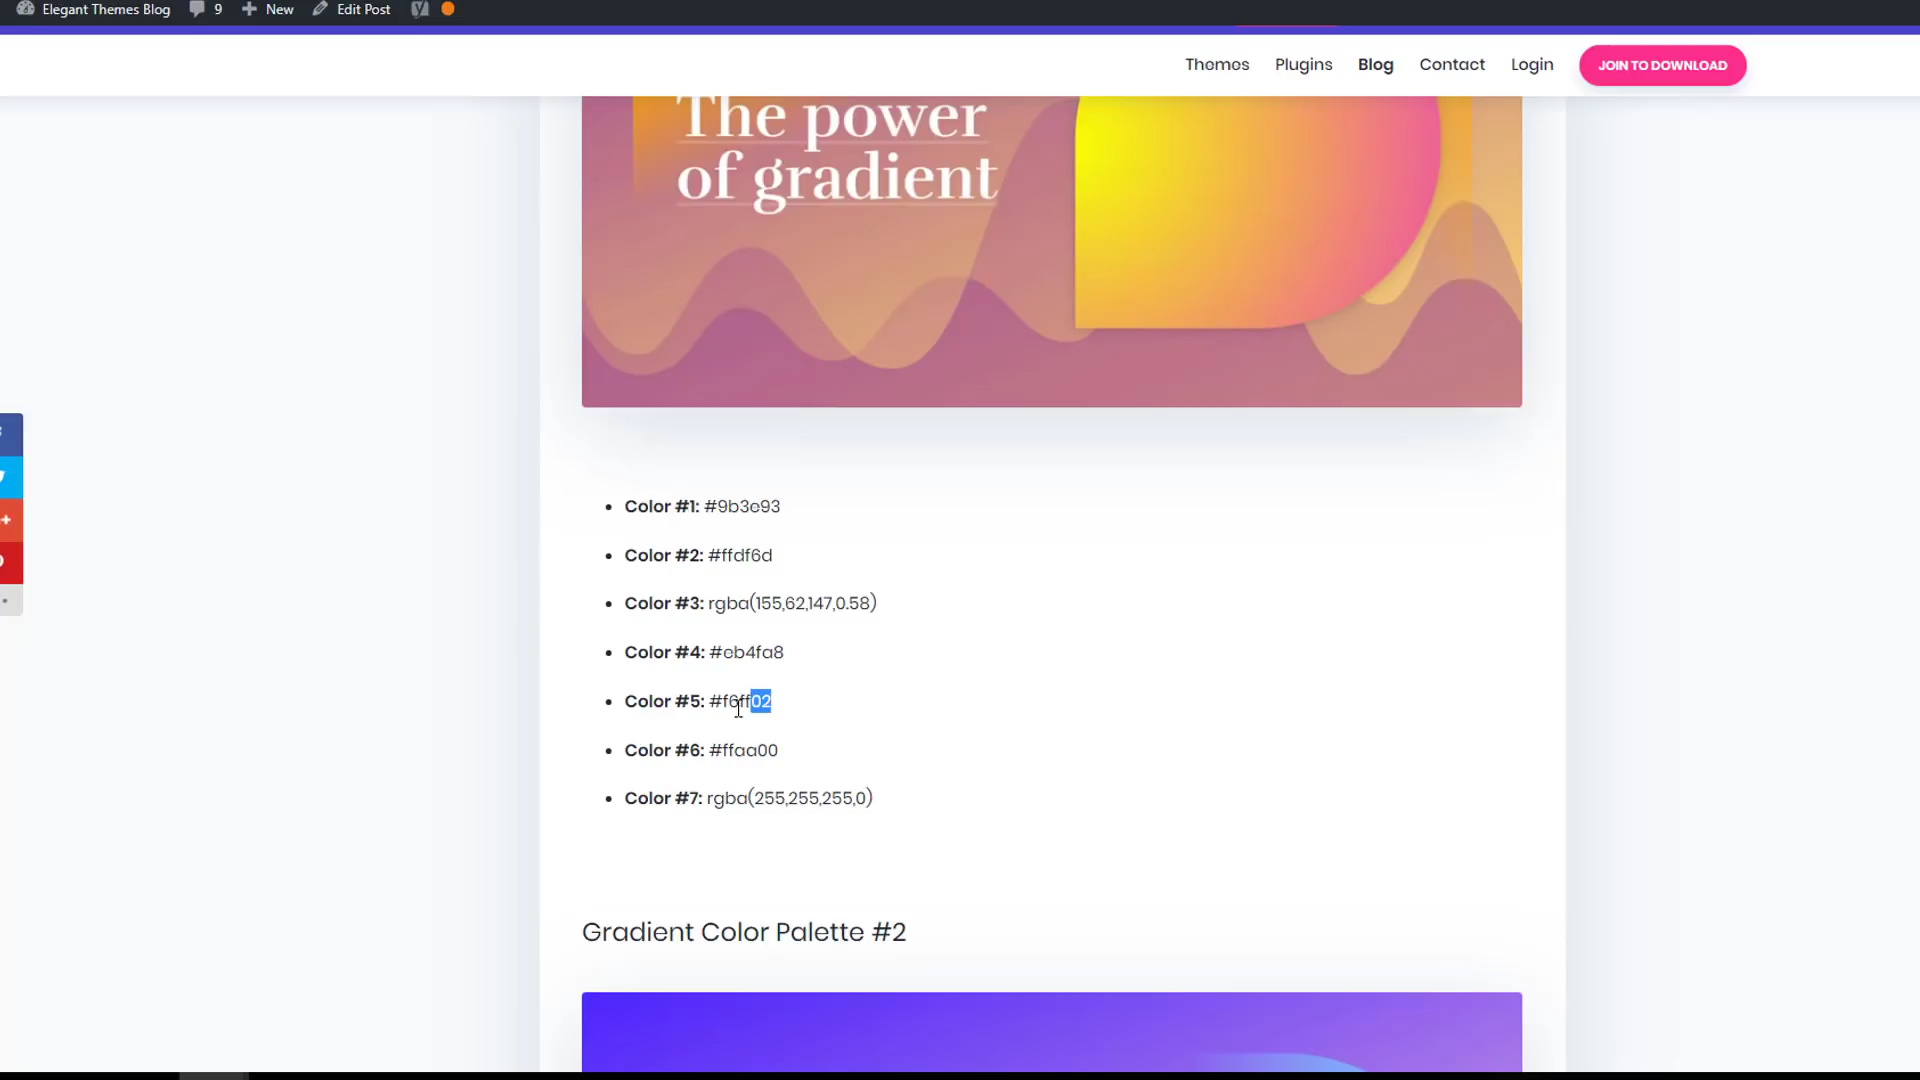 Elegant Themes Blog 9 New Edit Post
Themes Plugins Blog Contact Login JOIN TO DOWNLOAD
The power
of gradient
Color #1: #9b3e93
Color #2: #ffdf6d
Color #3: rgba(155,62,147,0.58)
Color #4: #eb4fa8
Color #5: #f6ff02
Color #6: #ffaa00
Color #7: rgba(255,255,255,0)
Gradient Color Palette #2